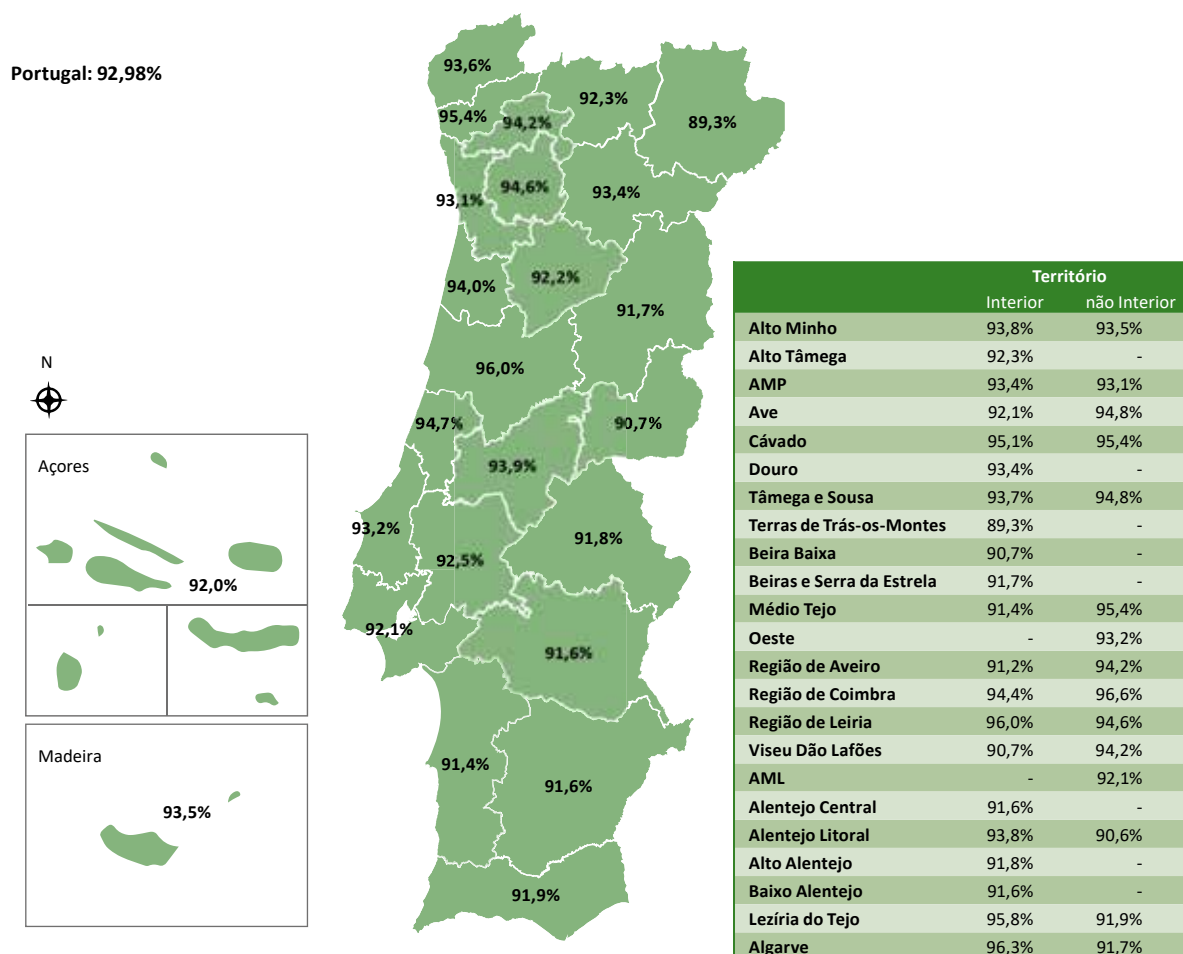 Portugal: 92,98%
93,6%
92,3%
95,4%
94,2%
89,3%
94,6%
93,4%
93,1%
92,2%
94,0%
91,7%
96,0%
94,7%
90,7%
93,9%
93,2%
91,8%
92,5%
92,1%
91,6%
91,4%
91,6%
91,9%
N
Açores
92,0%
Madeira
93,5%
Território
Interior não Interior
Alto Minho 93,8% 93,5%
Alto Tâmega 92,3% -
AMP 93,4% 93,1%
Ave 92,1% 94,8%
Cávado 95,1% 95,4%
Douro 93,4% -
Tâmega e Sousa 93,7% 94,8%
Terras de Trás-os-Montes 89,3% -
Beira Baixa 90,7% -
Beiras e Serra da Estrela 91,7% -
Médio Tejo 91,4% 95,4%
Oeste - 93,2%
Região de Aveiro 91,2% 94,2%
Região de Coimbra 94,4% 96,6%
Região de Leiria 96,0% 94,6%
Viseu Dão Lafões 90,7% 94,2%
AML - 92,1%
Alentejo Central 91,6% -
Alentejo Litoral 93,8% 90,6%
Alto Alentejo 91,8% -
Baixo Alentejo 91,6% -
Lezíria do Tejo 95,8% 91,9%
Algarve 96,3% 91,7%